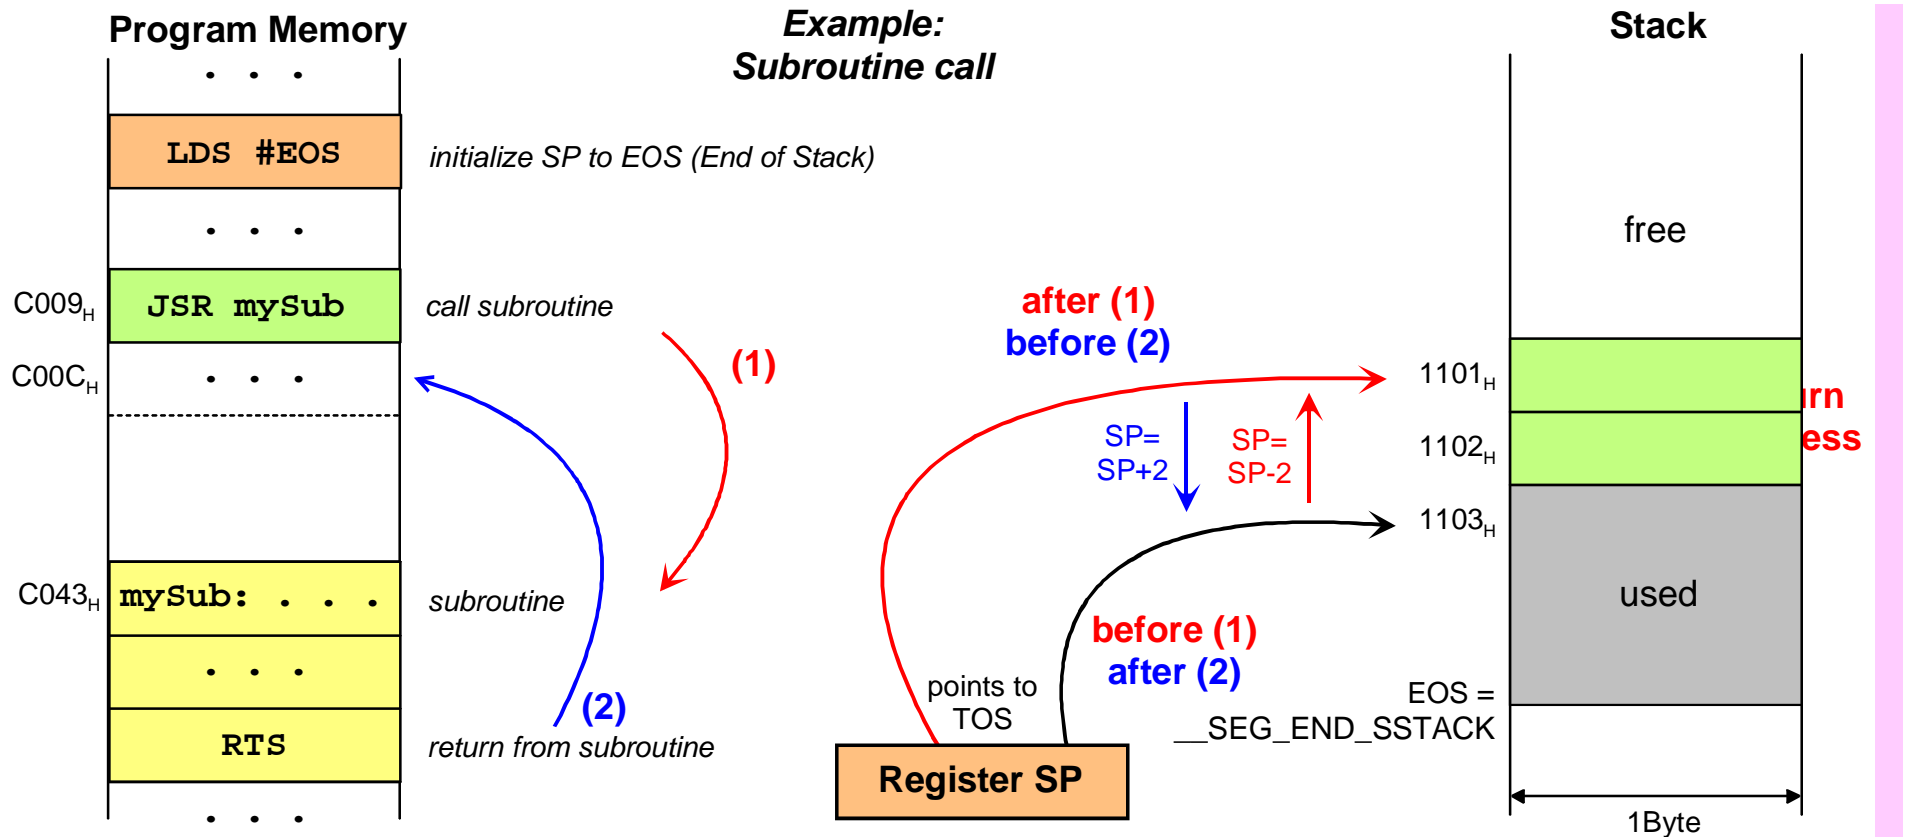 Program Memory
Example:
Subroutine call
Stack
. . .
LDS #EOS
initialize SP to EOS (End of Stack)
. . .
free
C009H
JSR mySub
call subroutine
after (1)
before (2)
(1)
C00CH
. . .
1101H
SP=
SP+2
SP=
SP-2
1102H
1103H
C043H
mySub: . . .
subroutine
used
before (1)
after (2)
. . .
points to
TOS
EOS =
__SEG_END_SSTACK
(2)
RTS
return from subroutine
Register SP
. . .
1Byte